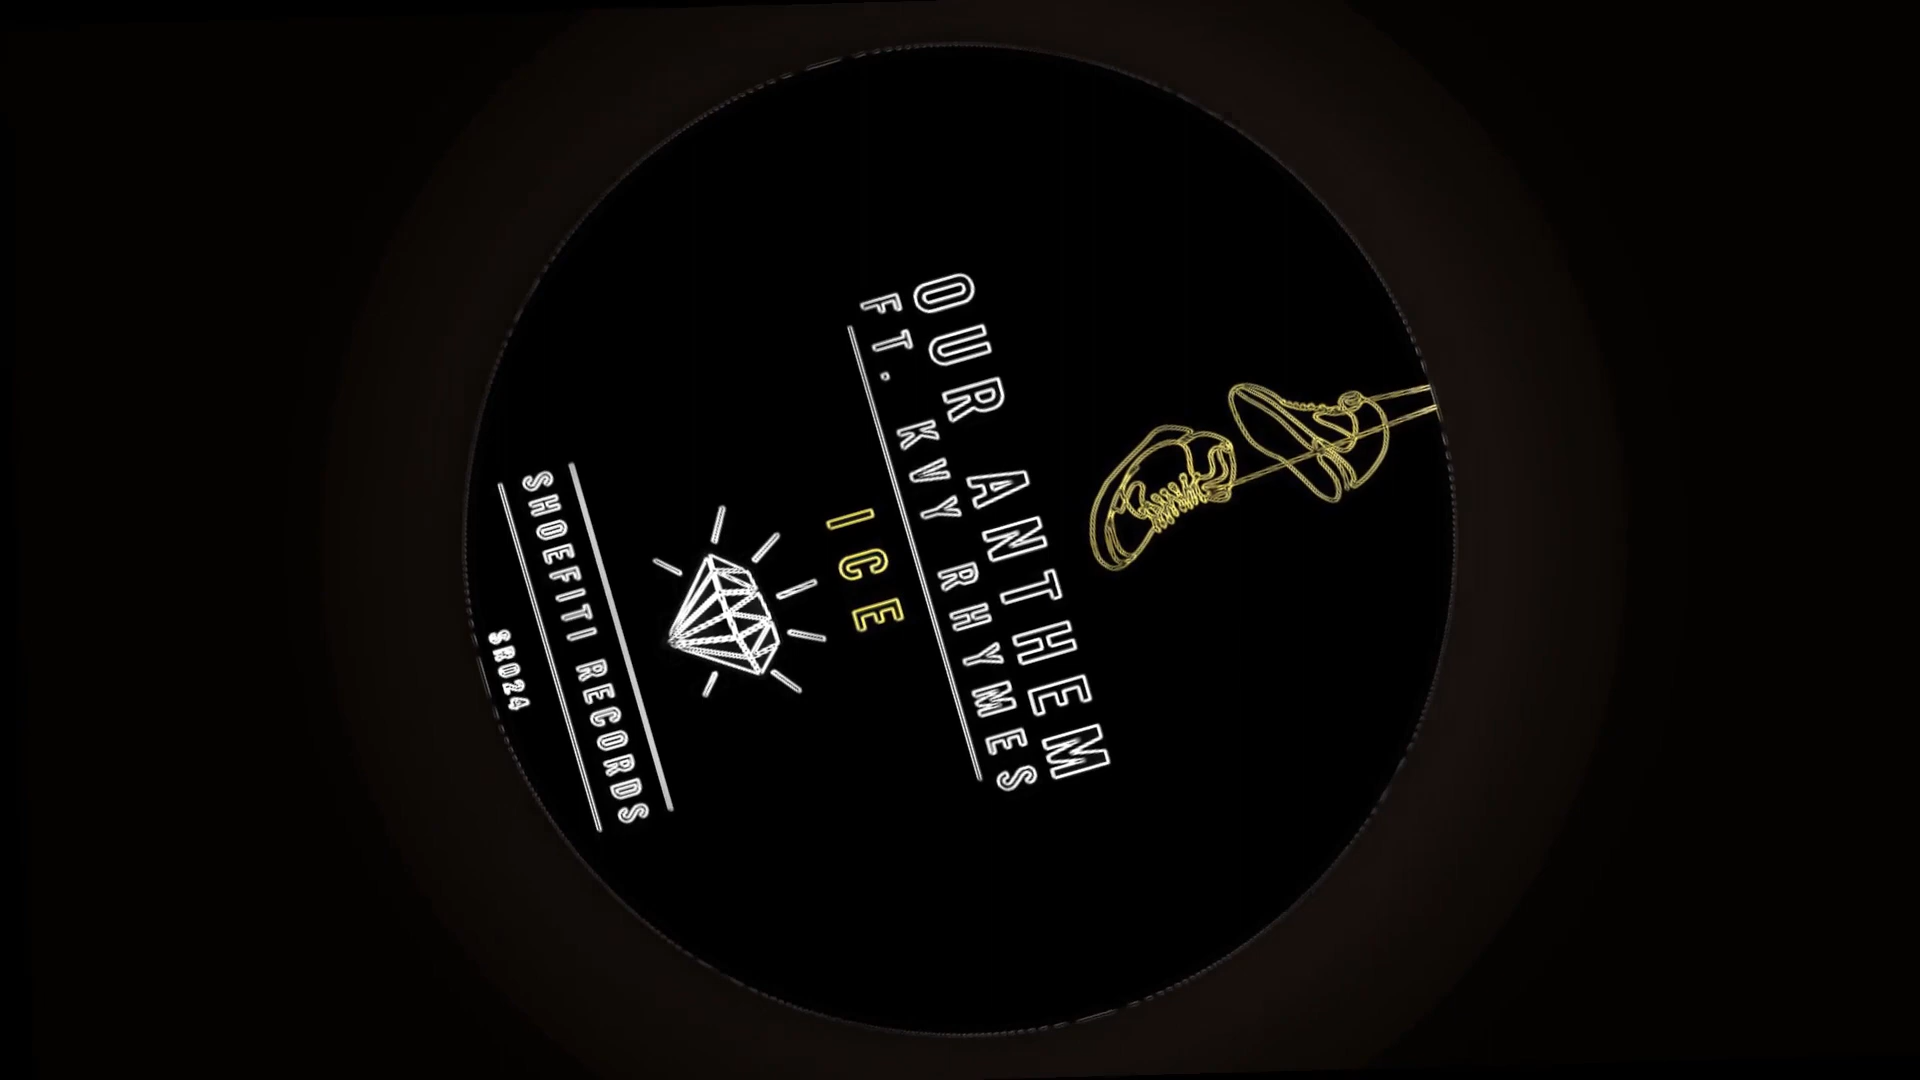 OUR ANTHEM
FT. KVY RHYMES
ICE
SHOEFITI RECORDS
SR024